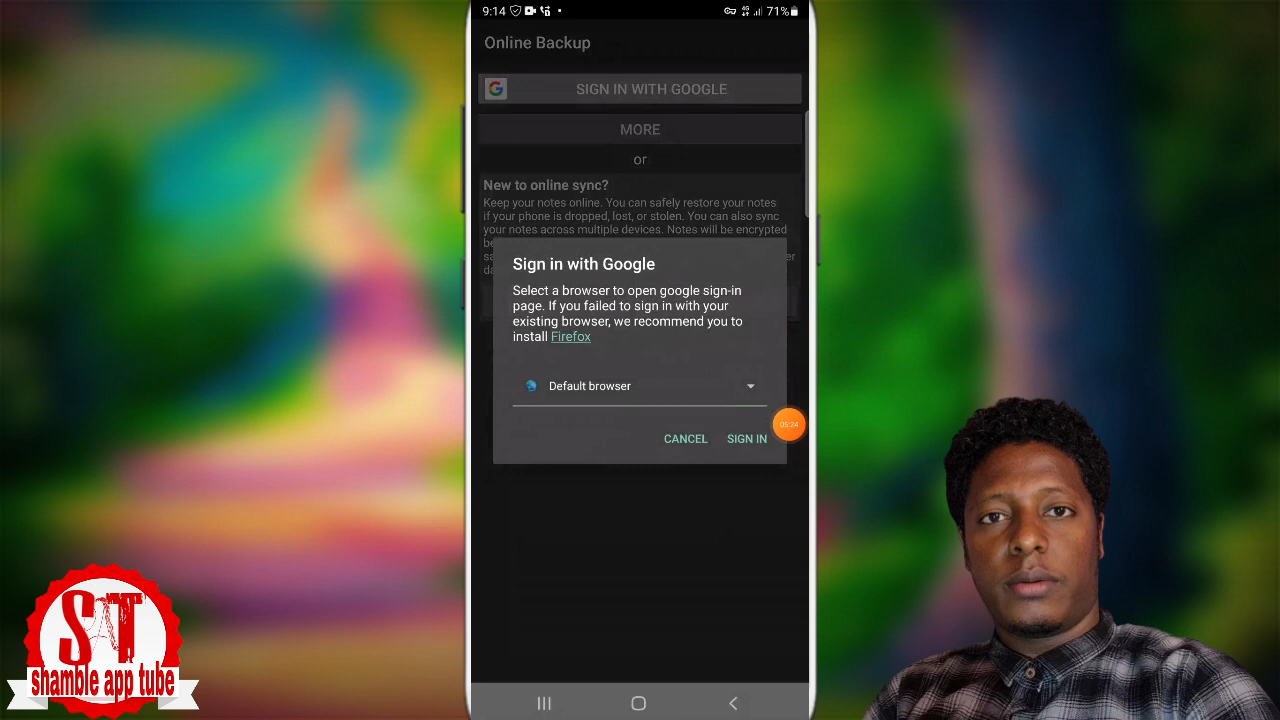 9:14
71%
Online Backup
SIGN IN WITH GOOGLE
MORE
or
New to online sync?
Keep your notes online. You can safely restore your notes
if your phone is dropped, lost, or stolen. You can also sync
your notes across multiple devices. Notes will be encrypted
Sign in with Google
Select a browser to open google sign-in
page. If you failed to sign in with your
existing browser, we recommend you to
install Firefox
Default browser
05:24
CANCEL SIGN IN
ST
shamble app tube